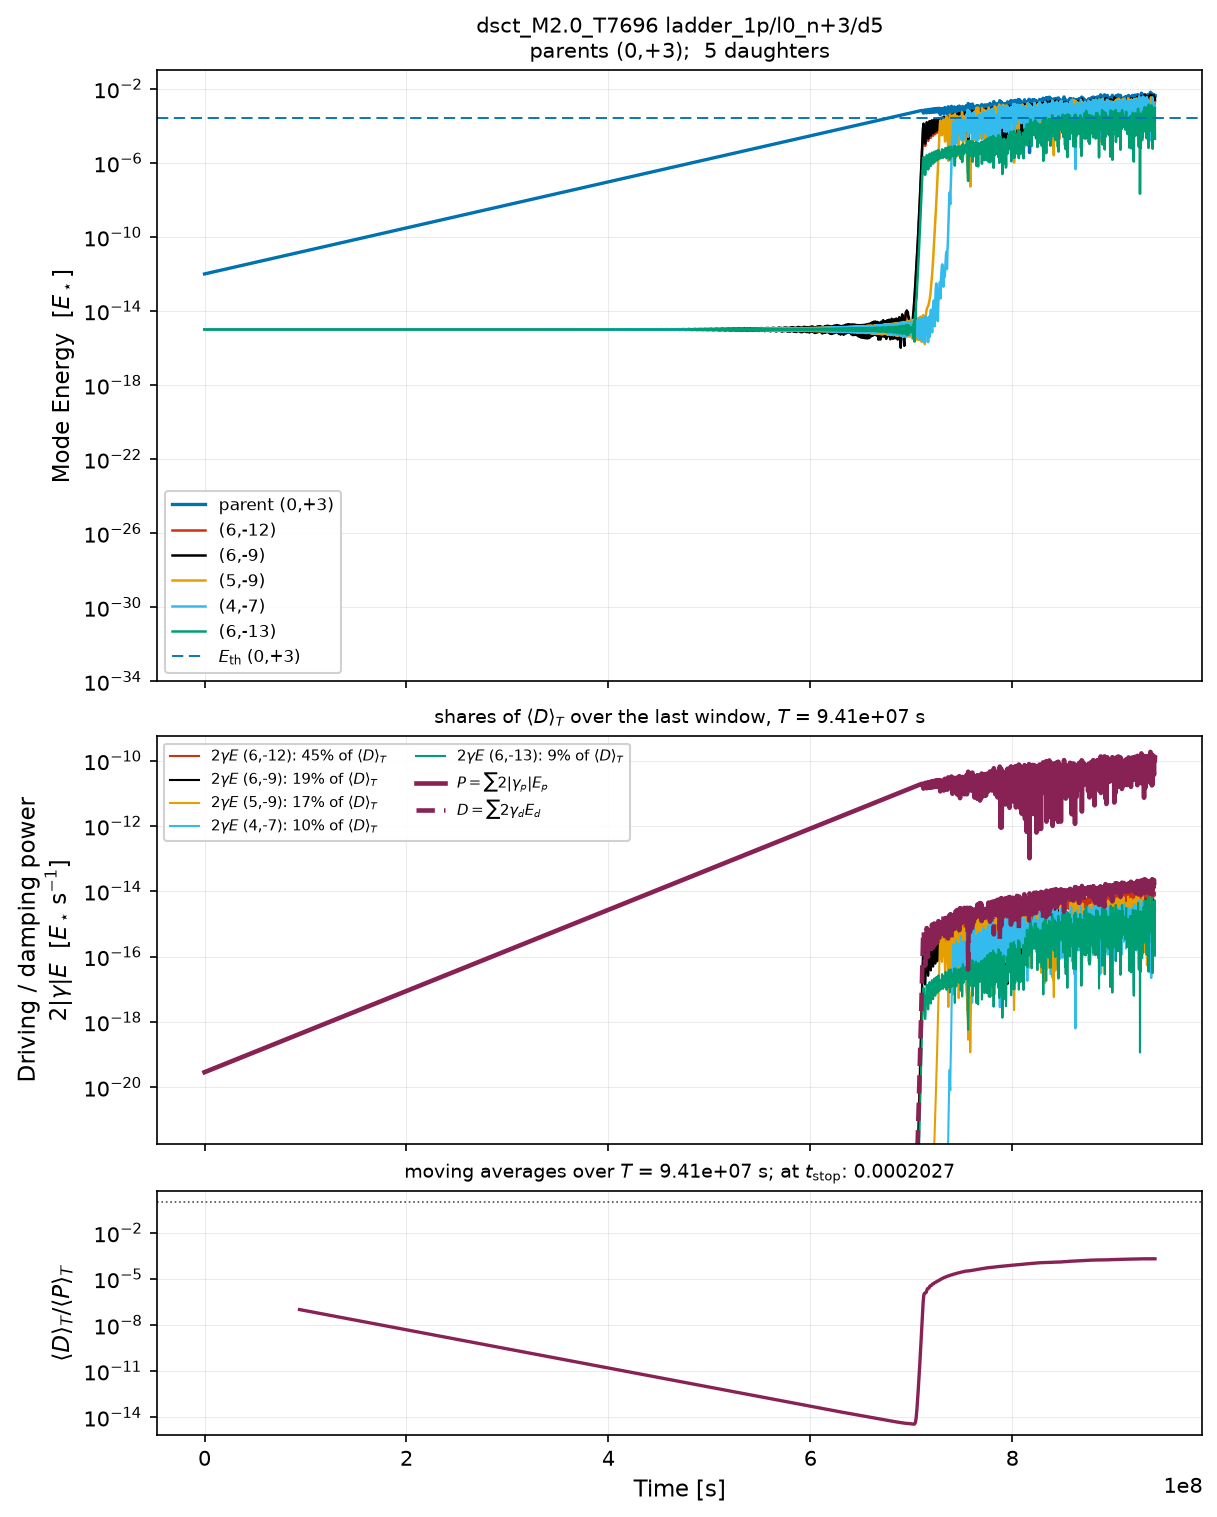 dsct_M2.0_T7696 ladder_1p/l0_n+3/d5
parents (0,+3);  5 daughters
10⁻²
10⁻⁶
10⁻¹⁰
10⁻¹⁴
10⁻¹⁸
10⁻²²
10⁻²⁶
10⁻³⁰
10⁻³⁴
Mode Energy [E⋆]
parent (0,+3)
(6,-12)
(6,-9)
(5,-9)
(4,-7)
(6,-13)
E_th (0,+3)
shares of ⟨D⟩_T over the last window, T = 9.41e+07 s
10⁻¹⁰
10⁻¹²
10⁻¹⁴
10⁻¹⁶
10⁻¹⁸
10⁻²⁰
Driving / damping power
2|γ|E [E⋆ s⁻¹]
2γE (6,-12): 45% of ⟨D⟩_T
2γE (6,-9): 19% of ⟨D⟩_T
2γE (5,-9): 17% of ⟨D⟩_T
2γE (4,-7): 10% of ⟨D⟩_T
2γE (6,-13): 9% of ⟨D⟩_T
P = ∑2|γ_p|E_p
D = ∑2γ_dE_d
moving averages over T = 9.41e+07 s; at t_stop: 0.0002027
10⁻²
10⁻⁵
10⁻⁸
10⁻¹¹
10⁻¹⁴
⟨D⟩_T/⟨P⟩_T
0 2 4 6 8
1e8
Time [s]